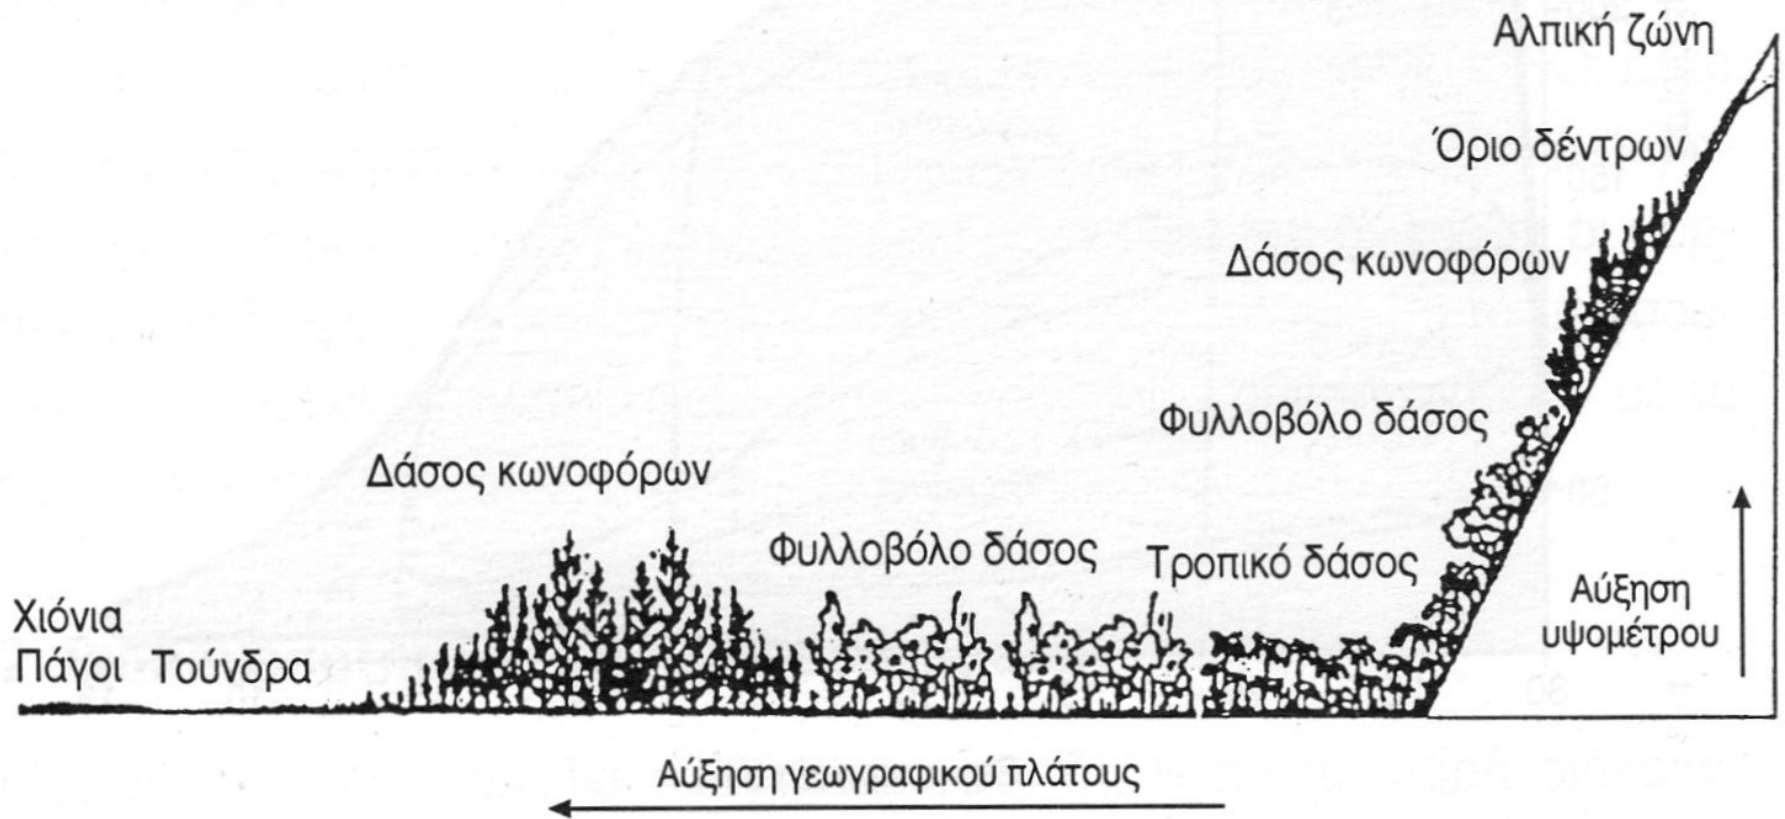 Αλπική ζώνη
Όριο δέντρων
Δάσος κωνοφόρων
Φυλλοβόλο δάσος
Δάσος κωνοφόρων
Φυλλοβόλο δάσος
Τροπικό δάσος
Χιόνια
Πάγοι
Τούνδρα
Αύξηση
υψομέτρου
Αύξηση γεωγραφικού πλάτους